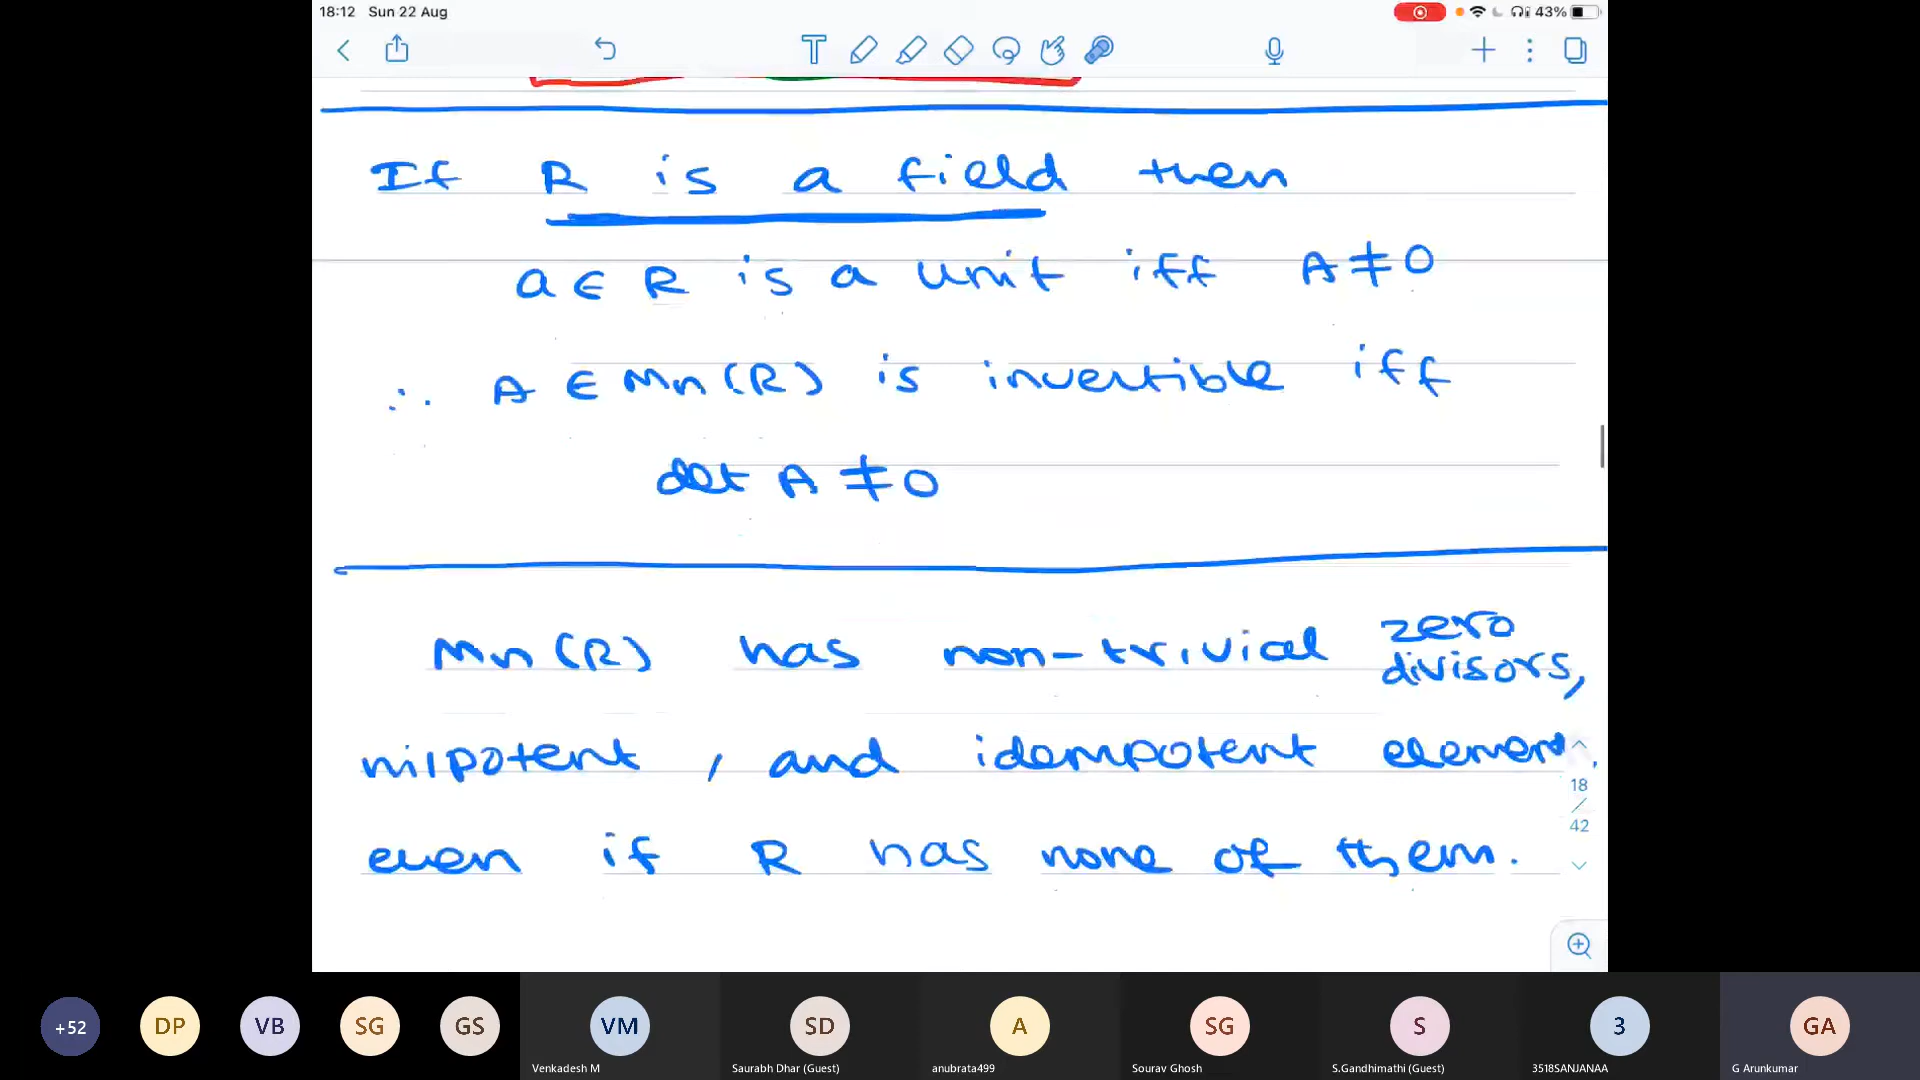 18:12 Sun 22 Aug
43%
If R is a field then
a ∈ R is a unit iff A ≠ 0
∴ A ∈ Mn(R) is invertible iff
det A ≠ 0
Mn(R) has non-trivial zero divisors,
nilpotent, and idempotent element.
even if R has none of them.
18
/
42
+52
DP
VB
SG
GS
VM
SD
A
SG
S
3
GA
Venkadesh M
Saurabh Dhar (Guest)
anubrata499
Sourav Ghosh
S.Gandhimathi (Guest)
3518SANJANAA
G Arunkumar